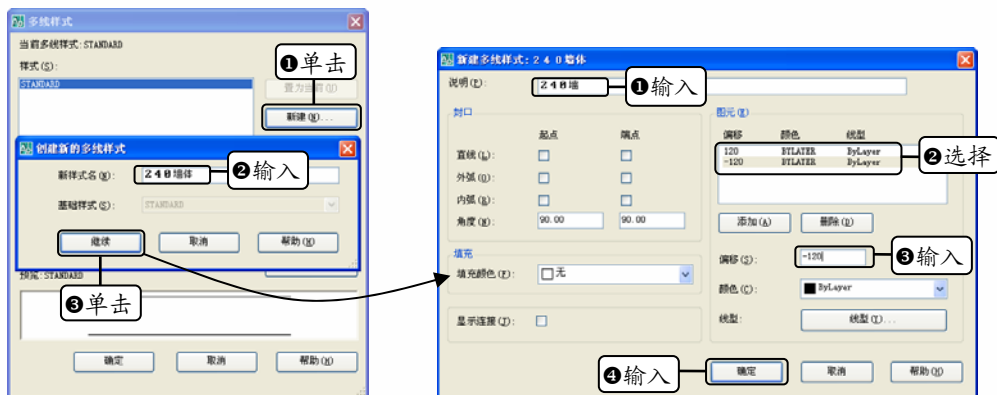 多线样式
当前多线样式:STANDARD
样式(S):
STANDARD
置为当前(U)
❶单击
新建(N)...
创建新的多线样式
新样式名(N):
240墙体
❷输入
基础样式(S):
STANDARD
继续
取消
帮助(H)
预览:STANDARD
❸单击
确定
取消
帮助(H)
新建多线样式:240墙体
说明(P):
240墙
❶输入
封口
起点
端点
直线(L):
外弧(O):
内弧(R):
角度(N):
90.00
90.00
填充
填充颜色(F):
无
显示连接(J):
图元(E)
偏移
颜色
线型
120
BYLAYER
ByLayer
-120
BYLAYER
ByLayer
❷选择
添加(A)
删除(D)
偏移(S):
-120
❸输入
颜色(C):
ByLayer
线型:
线型(Y)...
❹输入
确定
取消
帮助(H)